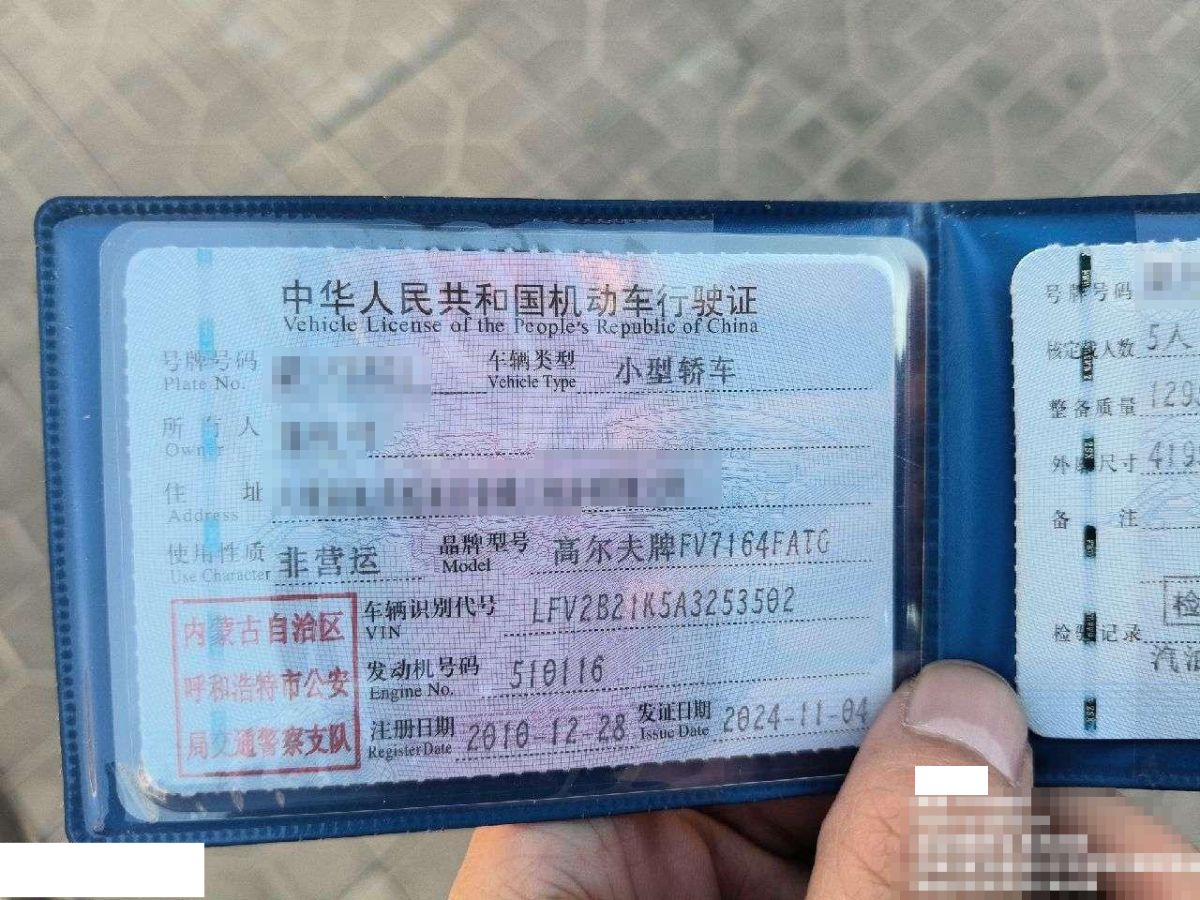 中华人民共和国机动车行驶证
Vehicle License of the People's Republic of China
号牌号码
Plate No.
车辆类型
Vehicle Type
小型轿车
所有人
Owner
住址
Address
使用性质
Use Character
非营运
品牌型号
Model
高尔夫牌FV7164FATG
内蒙古自治区
呼和浩特市公安
局交通警察支队
车辆识别代号
VIN
LFV2B21K5A3253502
发动机号码
Engine No.
510116
注册日期
Register Date
2010-12-28
发证日期
Issue Date
2024-11-04
号牌号码
核定载人数 5人
整备质量 129
外廓尺寸 419
备注
检验记录
检
汽油